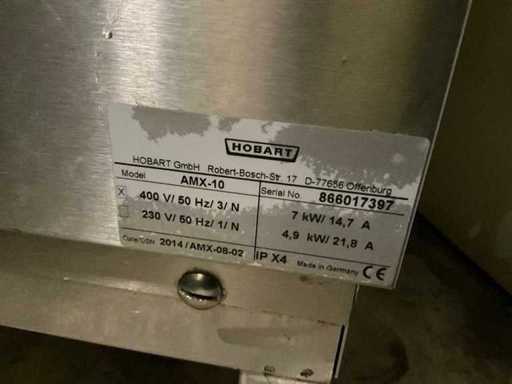 HOBART
HOBART GmbH Robert-Bosch-Str. 17 D-77656 Offenburg
Model AMX-10 Serial No. 866017397
X 400 V/ 50 Hz/ 3/ N 7 kW/ 14,7 A
230 V/ 50 Hz/ 1/ N 4,9 kW/ 21,8 A
2014 / AMX-08-02 IP X4 Made in Germany CE